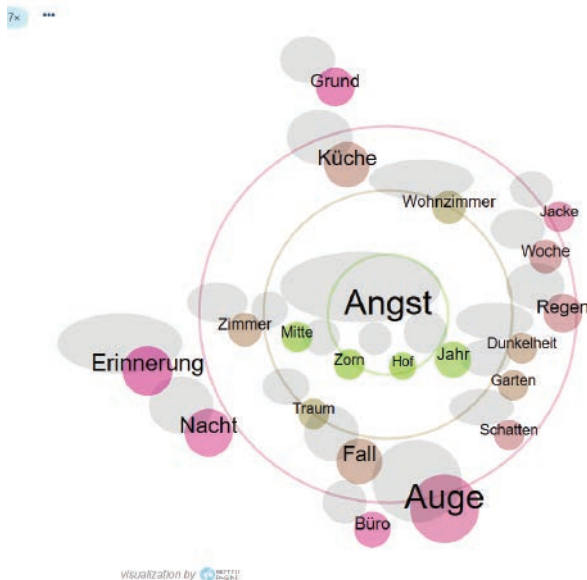 7×
Grund
Küche
Wohnzimmer
Jacke
Woche
Angst
Regen
Zimmer
Mitte
Zorn
Hof
Jahr
Dunkelheit
Erinnerung
Garten
Traum
Nacht
Schatten
Fall
Auge
Büro
visualization by